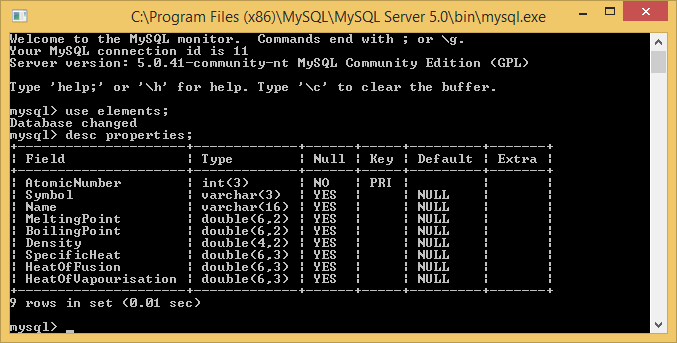 C:\Program Files (x86)\MySQL\MySQL Server 5.0\bin\mysql.exe
Welcome to the MySQL monitor.  Commands end with ; or \g.
Your MySQL connection id is 11
Server version: 5.0.41-community-nt MySQL Community Edition (GPL)

Type 'help;' or '\h' for help. Type '\c' to clear the buffer.

mysql> use elements;
Database changed
mysql> desc properties;
+--------------------+-------------+------+-----+---------+-------+
| Field              | Type        | Null | Key | Default | Extra |
+--------------------+-------------+------+-----+---------+-------+
| AtomicNumber       | int(3)      | NO   | PRI |         |       |
| Symbol             | varchar(3)  | YES  |     | NULL    |       |
| Name               | varchar(16) | YES  |     | NULL    |       |
| MeltingPoint       | double(6,2) | YES  |     | NULL    |       |
| BoilingPoint       | double(6,2) | YES  |     | NULL    |       |
| Density            | double(4,2) | YES  |     | NULL    |       |
| SpecificHeat       | double(6,3) | YES  |     | NULL    |       |
| HeatOfFusion       | double(6,3) | YES  |     | NULL    |       |
| HeatOfVapourisation | double(6,3) | YES  |     | NULL    |       |
+--------------------+-------------+------+-----+---------+-------+
9 rows in set (0.01 sec)

mysql> _